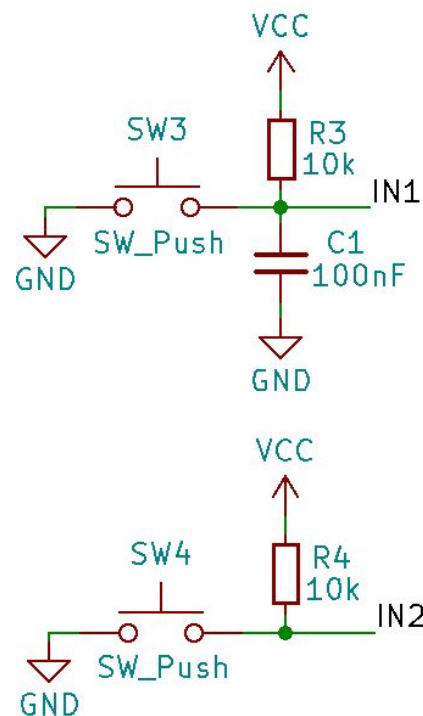 VCC
SW3
R3
10k
IN1
SW_Push
C1
100nF
GND
GND
VCC
SW4
R4
10k
IN2
SW_Push
GND